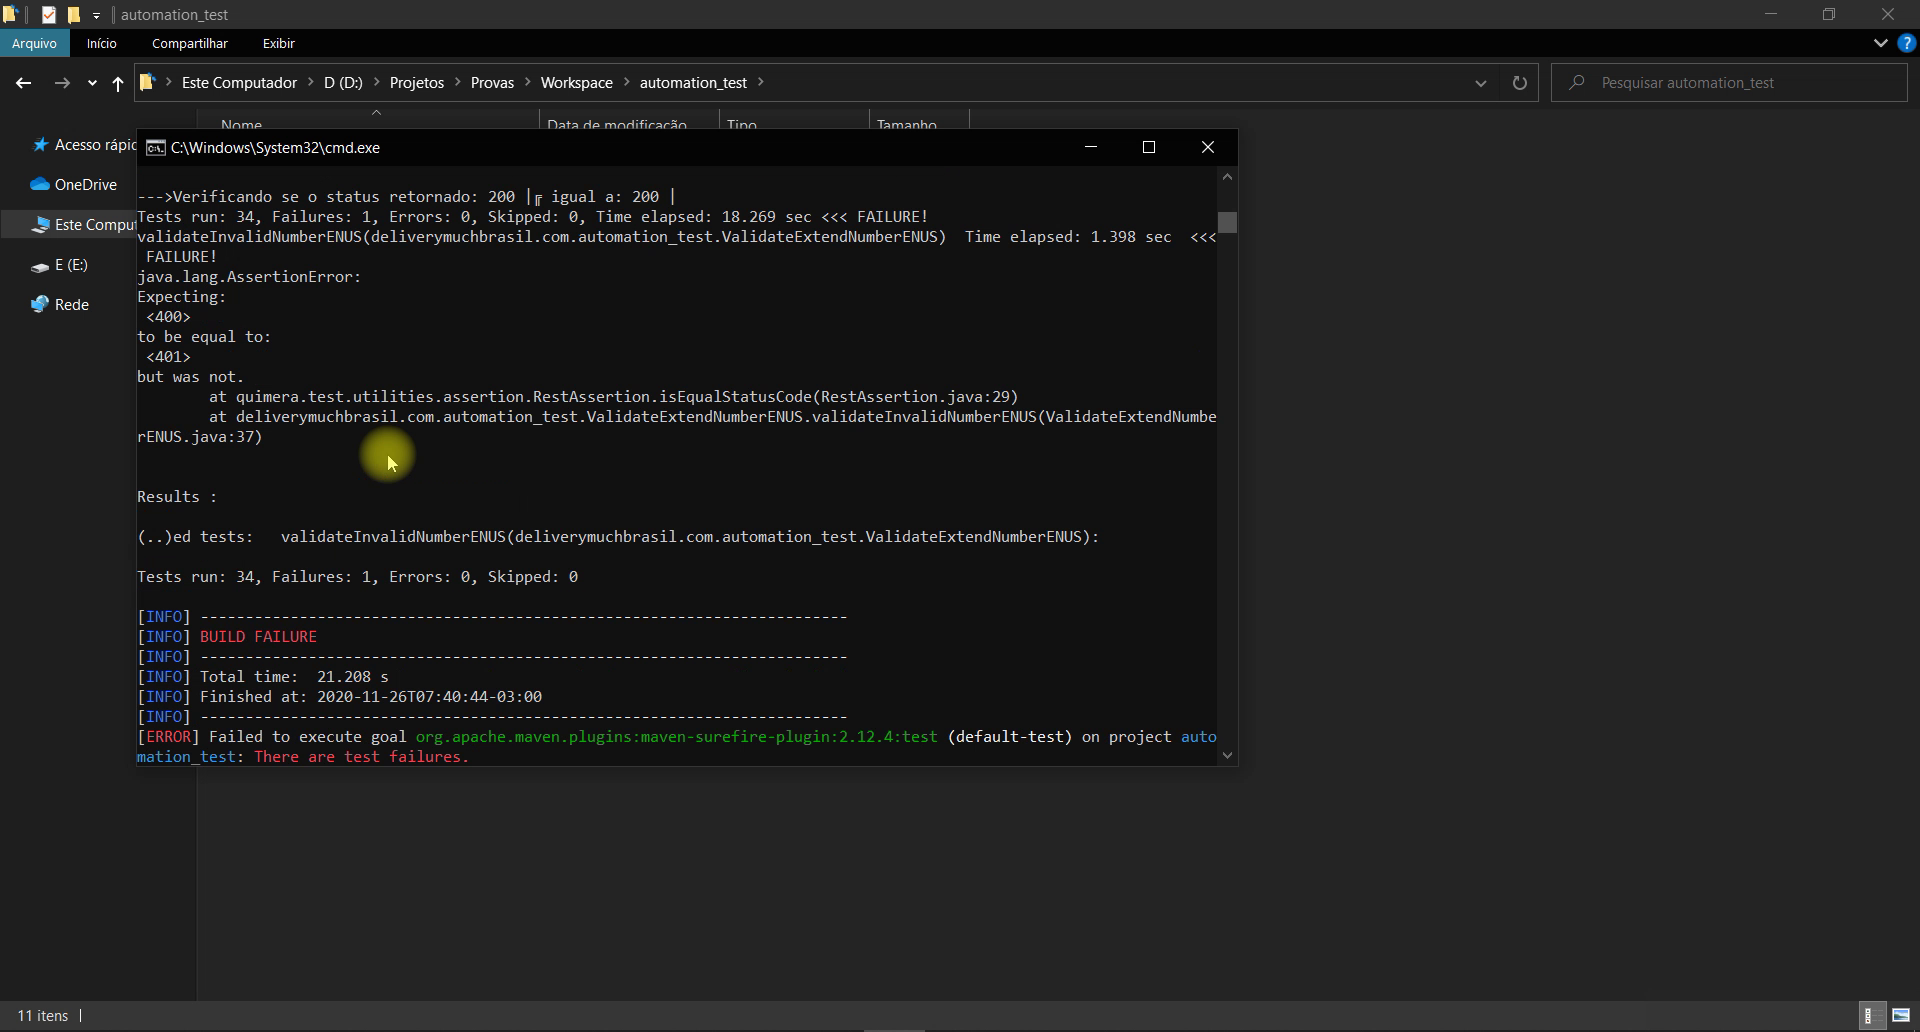 automation_test
Arquivo Início Compartilhar Exibir
Este Computador > D (D:) > Projetos > Provas > Workspace > automation_test >
Pesquisar automation_test
Nome Data de modificação Tipo Tamanho
Acesso rápid
OneDrive
Este Comput
E (E:)
Rede
C:\Windows\System32\cmd.exe
--->Verificando se o status retornado: 200 |╔ igual a: 200 |
Tests run: 34, Failures: 1, Errors: 0, Skipped: 0, Time elapsed: 18.269 sec <<< FAILURE!
validateInvalidNumberENUS(deliverymuchbrasil.com.automation_test.ValidateExtendNumberENUS)  Time elapsed: 1.398 sec  <<<
 FAILURE!
java.lang.AssertionError:
Expecting:
 <400>
to be equal to:
 <401>
but was not.
        at quimera.test.utilities.assertion.RestAssertion.isEqualStatusCode(RestAssertion.java:29)
        at deliverymuchbrasil.com.automation_test.ValidateExtendNumberENUS.validateInvalidNumberENUS(ValidateExtendNumbe
rENUS.java:37)
Results :
(..)ed tests:   validateInvalidNumberENUS(deliverymuchbrasil.com.automation_test.ValidateExtendNumberENUS):
Tests run: 34, Failures: 1, Errors: 0, Skipped: 0
[INFO] ------------------------------------------------------------------------
[INFO] BUILD FAILURE
[INFO] ------------------------------------------------------------------------
[INFO] Total time:  21.208 s
[INFO] Finished at: 2020-11-26T07:40:44-03:00
[INFO] ------------------------------------------------------------------------
[ERROR] Failed to execute goal org.apache.maven.plugins:maven-surefire-plugin:2.12.4:test (default-test) on project auto
mation_test: There are test failures.
11 itens